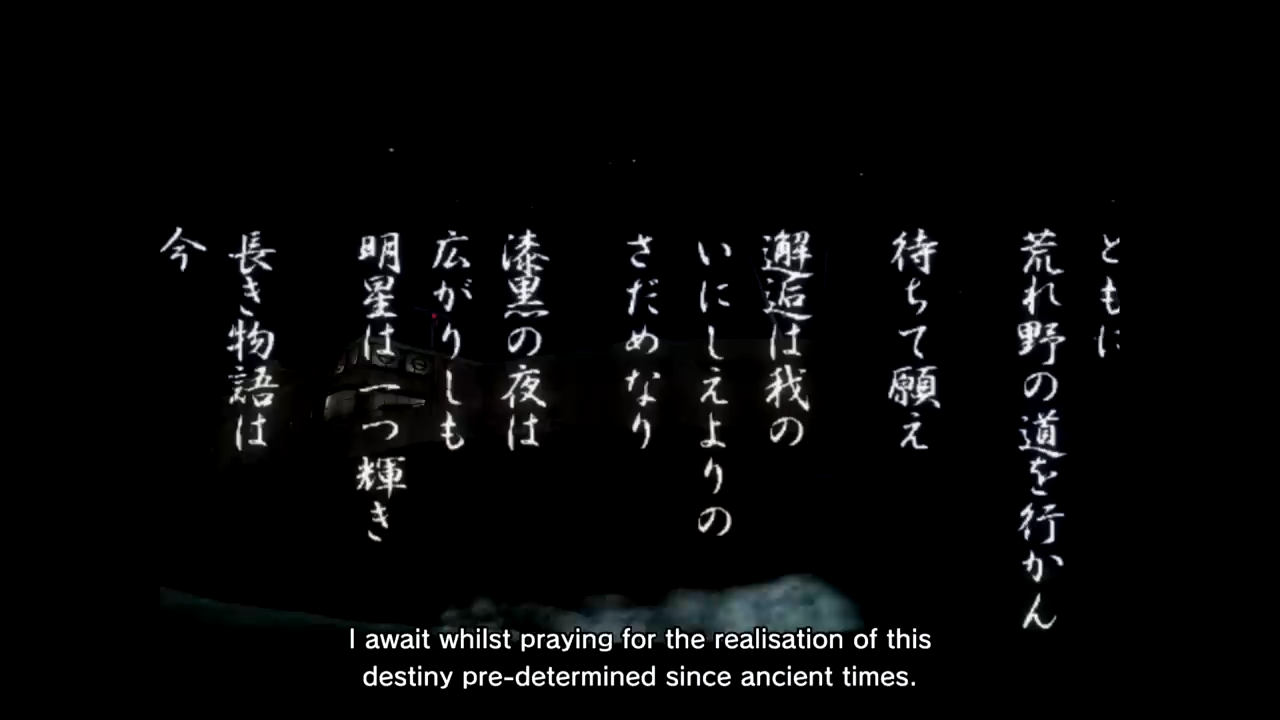 ともに
荒れ野の道を行かん
待ちて願え
邂逅は我の
いにしえよりの
さだめなり
漆黒の夜は
広がりしも
明星は一つ輝き
長き物語は
今
I await whilst praying for the realisation of this
destiny pre-determined since ancient times.